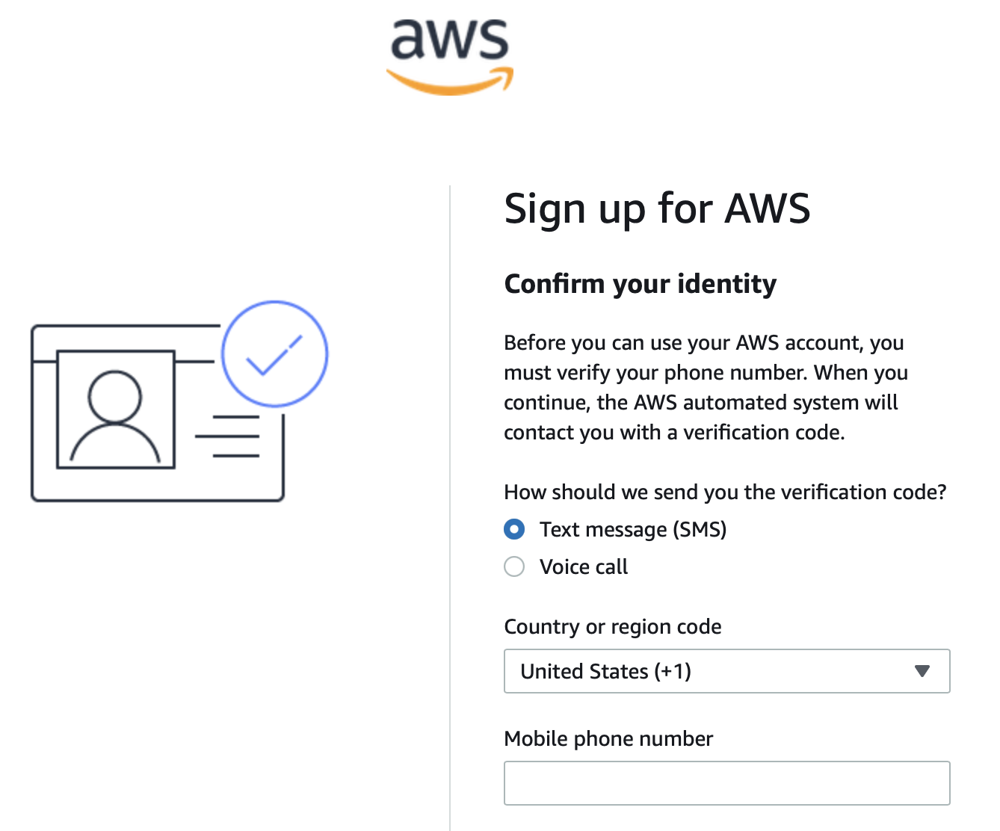 aws
Sign up for AWS
Confirm your identity
Before you can use your AWS account, you
must verify your phone number. When you
continue, the AWS automated system will
contact you with a verification code.
How should we send you the verification code?
Text message (SMS)
Voice call
Country or region code
United States (+1)
Mobile phone number